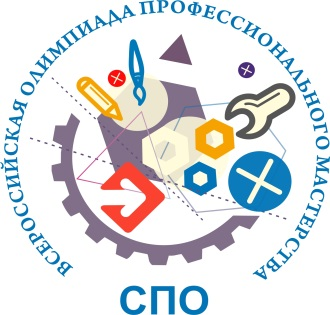 ВСЕРОССИЙСКАЯ ОЛИМПИАДА ПРОФЕССИОНАЛЬНОГО МАСТЕРСТВА
СПО